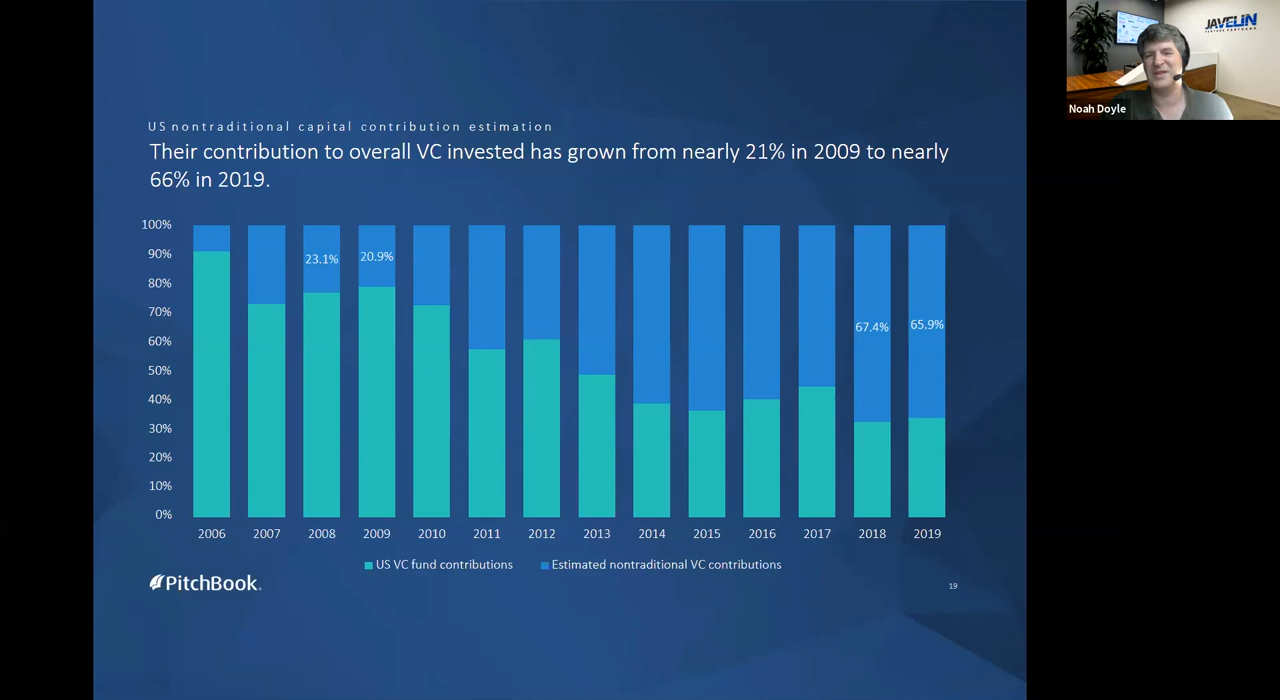 JAVELIN
VENTURE PARTNERS
Noah Doyle
US nontraditional capital contribution estimation
Their contribution to overall VC invested has grown from nearly 21% in 2009 to nearly
66% in 2019.
100%
90%
80%
70%
60%
50%
40%
30%
20%
10%
0%
23.1%
20.9%
67.4%
65.9%
2006 2007 2008 2009 2010 2011 2012 2013 2014 2015 2016 2017 2018 2019
US VC fund contributions Estimated nontraditional VC contributions
PitchBook.
19